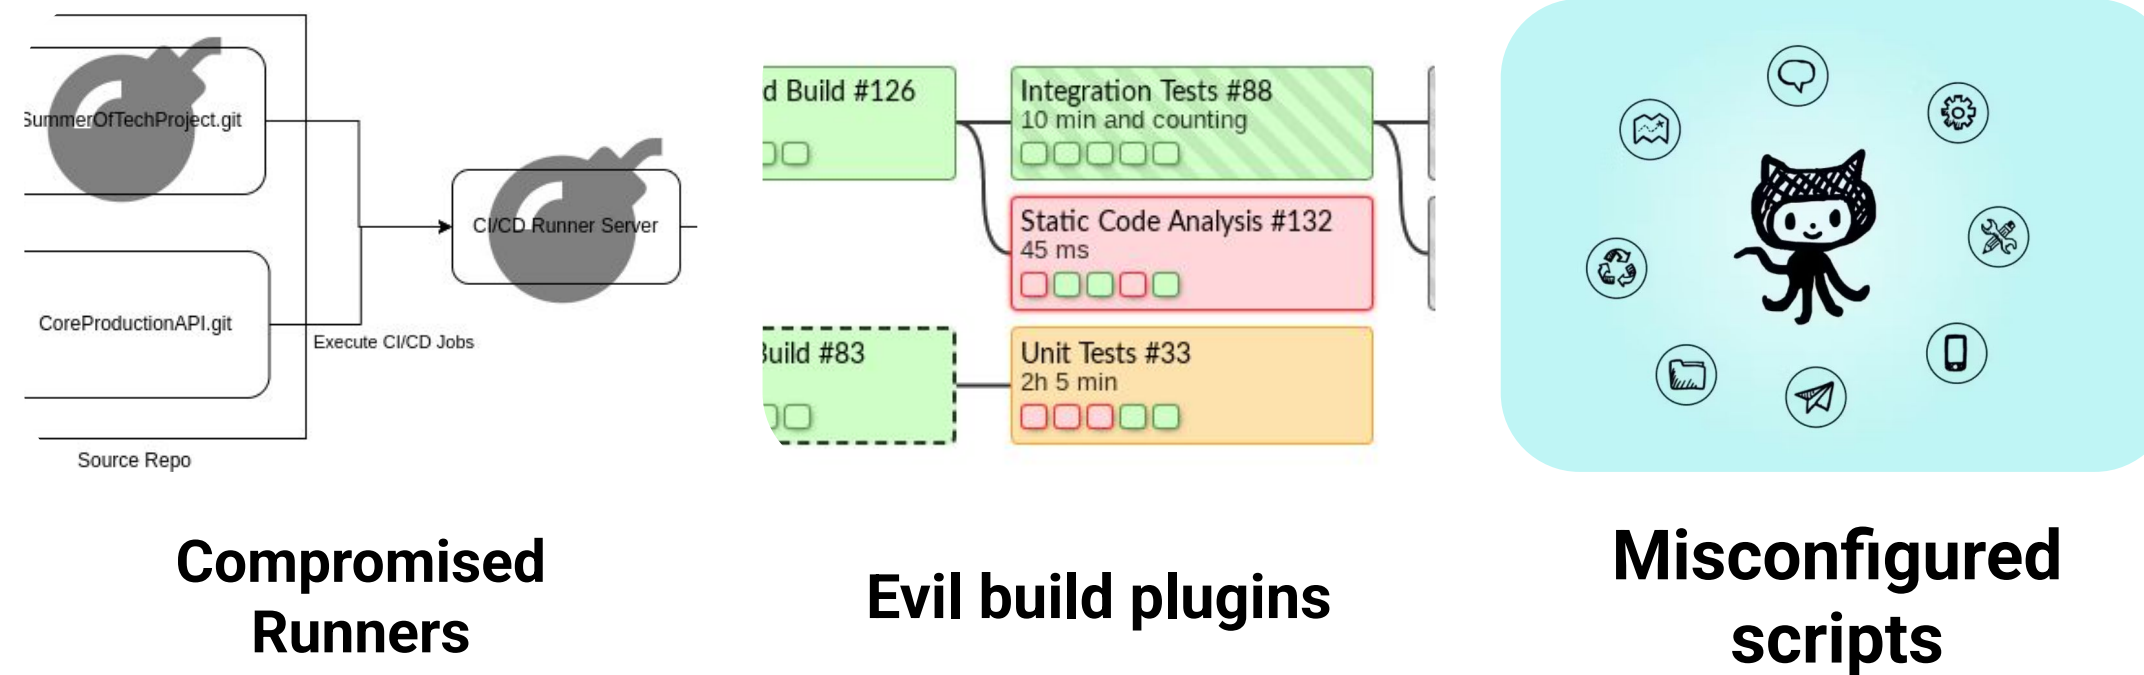 SummerOfTechProject.git
CI/CD Runner Server
CoreProductionAPI.git
Execute CI/CD Jobs
Source Repo
Compromised
Runners
d Build #126
Integration Tests #88
10 min and counting
Static Code Analysis #132
45 ms
Build #83
Unit Tests #33
2h 5 min
Evil build plugins
Misconfigured
scripts